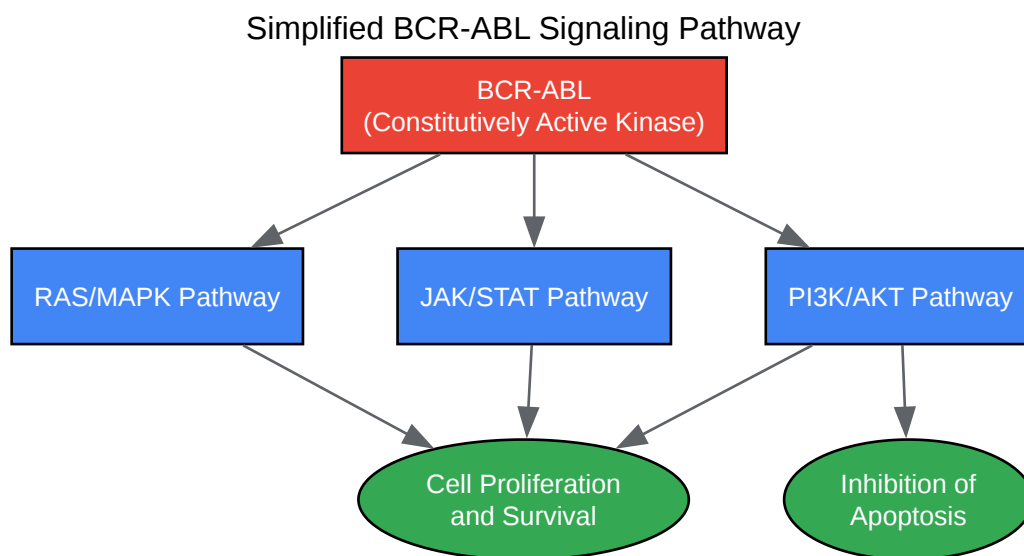 Simplified BCR-ABL Signaling Pathway
BCR-ABL
(Constitutively Active Kinase)
RAS/MAPK Pathway
JAK/STAT Pathway
PI3K/AKT Pathway
Cell Proliferation
and Survival
Inhibition of
Apoptosis